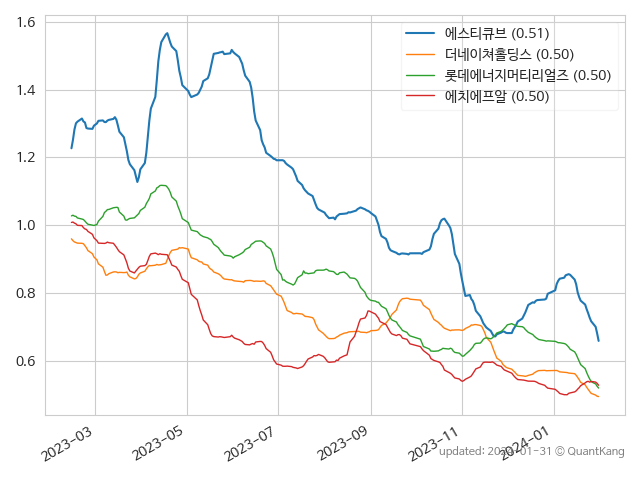 1.6
1.4
1.2
1.0
0.8
0.6
에스티큐브 (0.51)
더네이쳐홀딩스 (0.50)
롯데에너지머티리얼즈 (0.50)
에치에프알 (0.50)
2023-03
2023-05
2023-07
2023-09
2023-11
2024-01
updated: 2024-01-31 © QuantKang